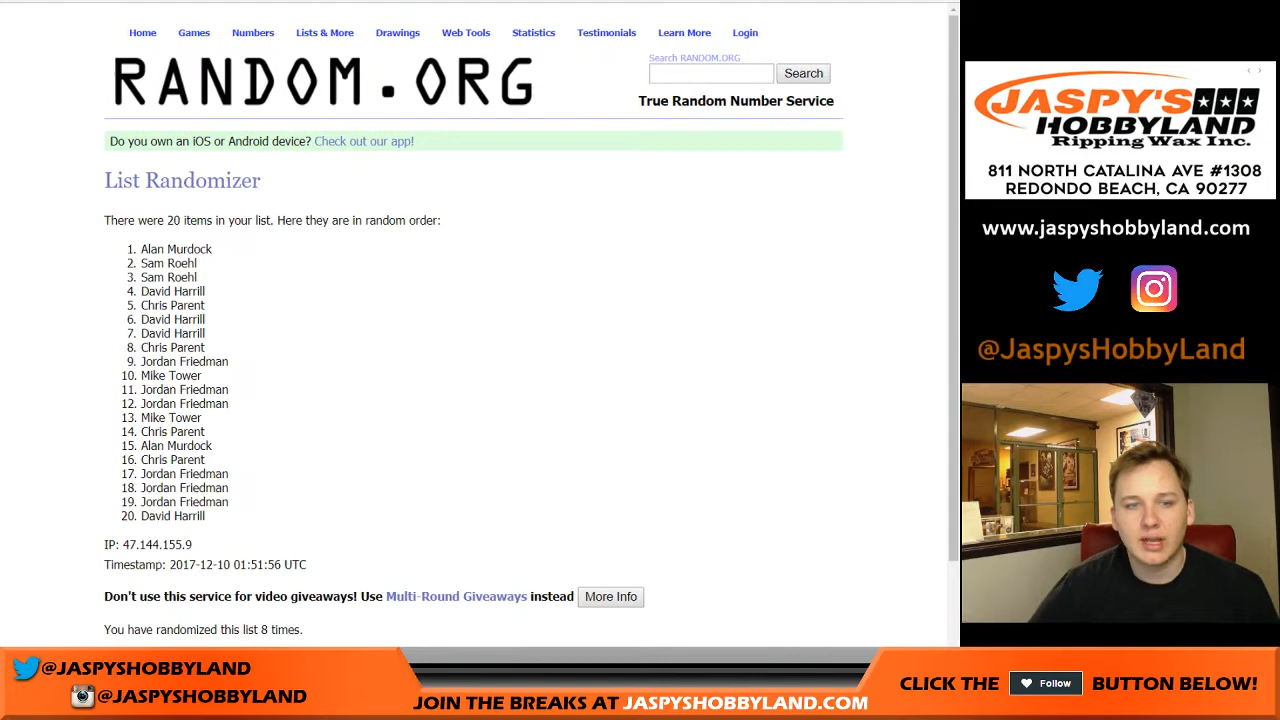 Home Games Numbers Lists & More Drawings Web Tools Statistics Testimonials Learn More Login
RANDOM.ORG
Search RANDOM.ORG
Search
True Random Number Service
Do you own an iOS or Android device? Check out our app!
List Randomizer
There were 20 items in your list. Here they are in random order:
1. Alan Murdock
2. Sam Roehl
3. Sam Roehl
4. David Harrill
5. Chris Parent
6. David Harrill
7. David Harrill
8. Chris Parent
9. Jordan Friedman
10. Mike Tower
11. Jordan Friedman
12. Jordan Friedman
13. Mike Tower
14. Chris Parent
15. Alan Murdock
16. Chris Parent
17. Jordan Friedman
18. Jordan Friedman
19. Jordan Friedman
20. David Harrill
IP: 47.144.155.9
Timestamp: 2017-12-10 01:51:56 UTC
Don't use this service for video giveaways! Use Multi-Round Giveaways instead More Info
You have randomized this list 8 times.
JASPY'S
HOBBYLAND
Ripping Wax Inc.
811 NORTH CATALINA AVE #1308
REDONDO BEACH, CA 90277
www.jaspyshobbyland.com
@JaspysHobbyLand
@JASPYSHOBBYLAND
@JASPYSHOBBYLAND
JOIN THE BREAKS AT JASPYSHOBBYLAND.COM
CLICK THE Follow BUTTON BELOW!